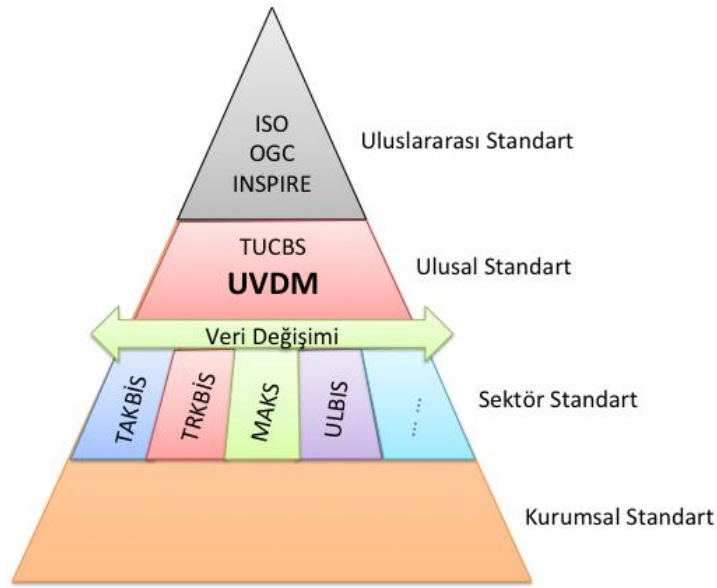 ISO
OGC
INSPIRE
Uluslararası Standart
TUCBS
UVDM
Ulusal Standart
Veri Değişimi
TAKBİS
TRKBİS
MAKS
ULBIS
....
Sektör Standart
Kurumsal Standart